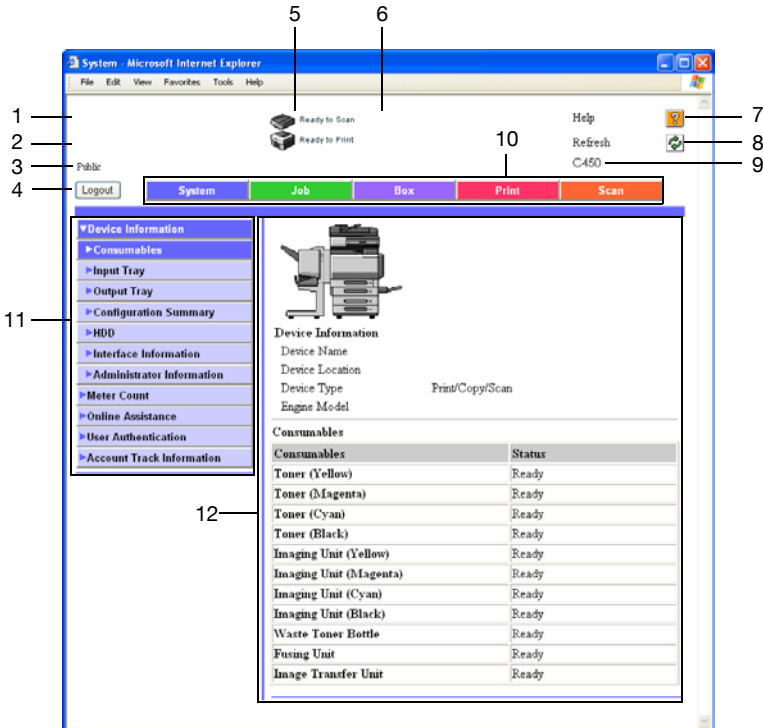 5 6
System - Microsoft Internet Explorer
File Edit View Favorites Tools Help
1 Ready to Scan Help ? 7
2 Ready to Print Refresh 8
10
3 Public C450 9
4 Logout System Job Box Print Scan
Device Information
Consumables
Input Tray
Output Tray
Configuration Summary
HDD
Interface Information
Administrator Information
Meter Count
Online Assistance
User Authentication
Account Track Information
11
Device Information
Device Name
Device Location
Device Type Print/Copy/Scan
Engine Model
Consumables
Consumables Status
Toner (Yellow) Ready
Toner (Magenta) Ready
Toner (Cyan) Ready
Toner (Black) Ready
Imaging Unit (Yellow) Ready
Imaging Unit (Magenta) Ready
Imaging Unit (Cyan) Ready
Imaging Unit (Black) Ready
Waste Toner Bottle Ready
Fusing Unit Ready
Image Transfer Unit Ready
12